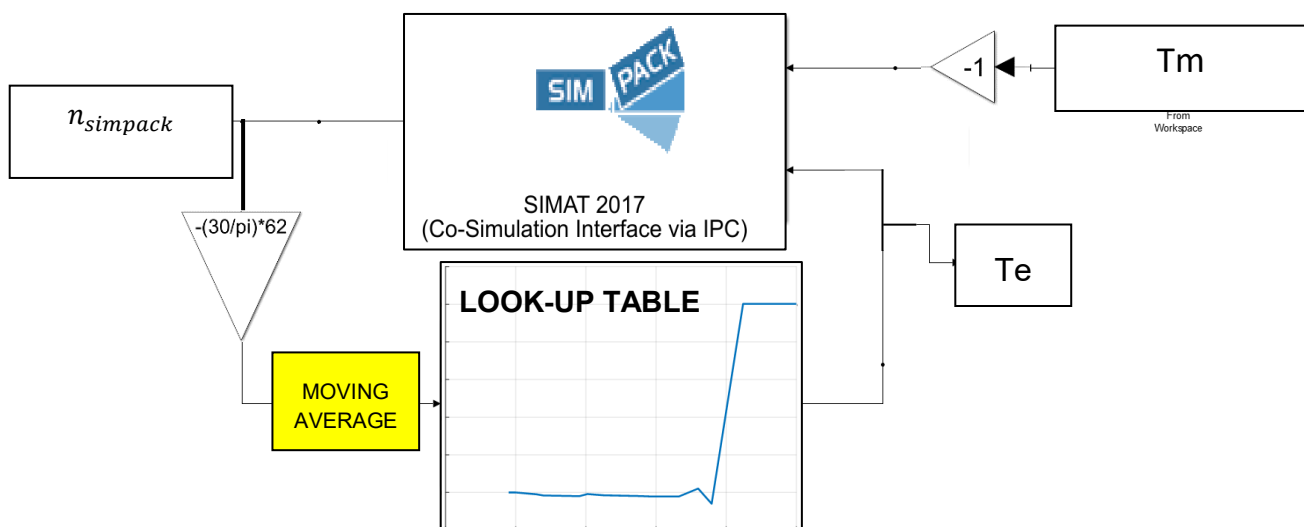 Tm
-1
From
Workspace
n_simpack
SIM
PACK
-(30/pi)*62
SIMAT 2017
(Co-Simulation Interface via IPC)
Te
LOOK-UP TABLE
MOVING
AVERAGE